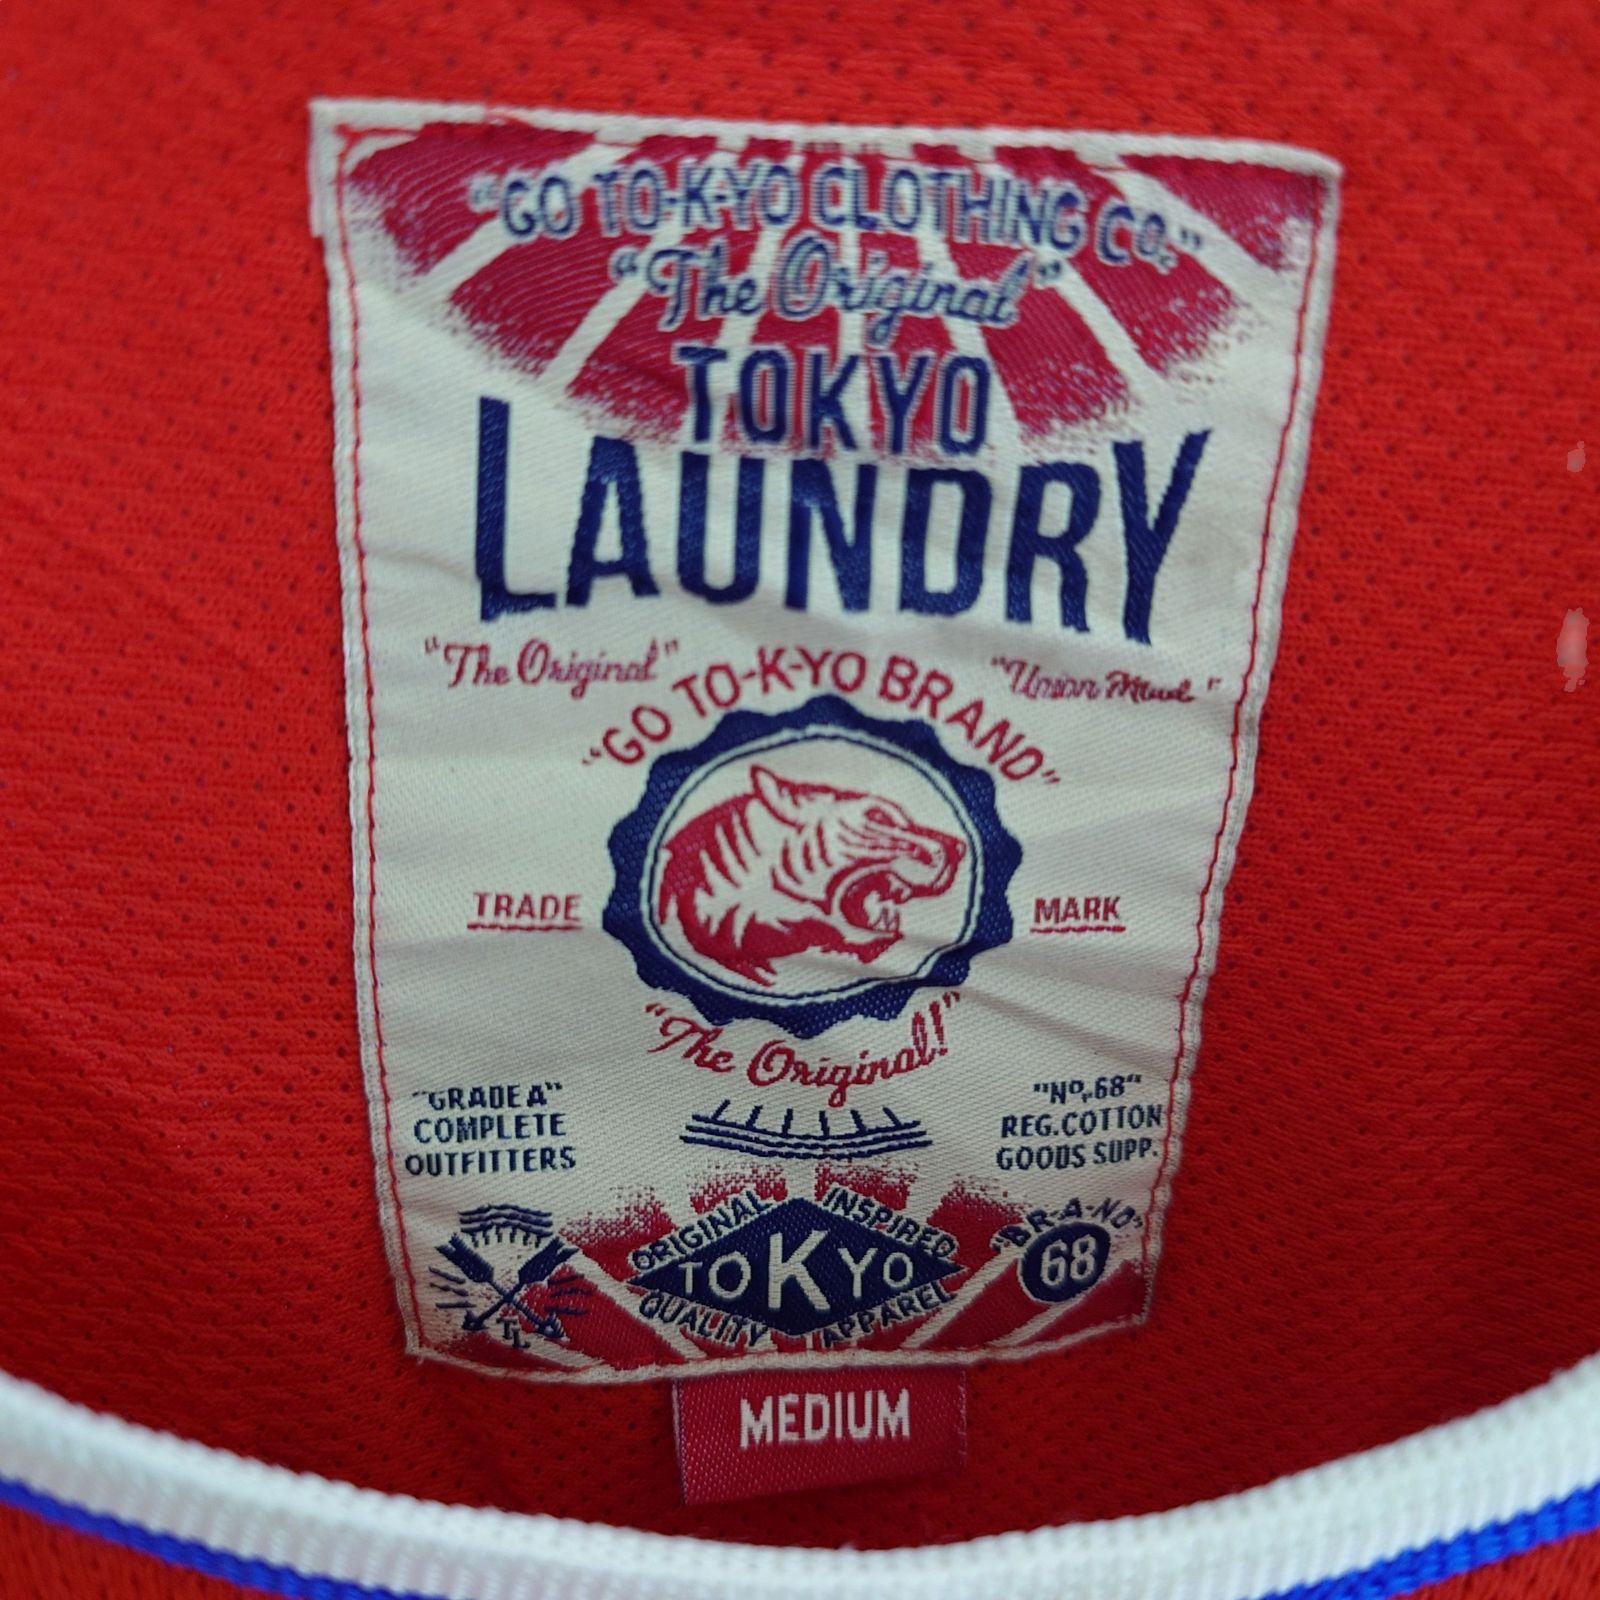 "GO TO-K-YO CLOTHING CO."
"The Original"
TOKYO
LAUNDRY
"The Original"
"GO TO-K-YO BRAND"
"Union Made"
TRADE
MARK
"The Original!"
"GRADE A"
COMPLETE
OUTFITTERS
"No. 68"
REG. COTTON
GOODS SUPP.
ORIGINAL
INSPIRED
TOKYO
QUALITY
APPAREL
"BR-A-ND"
68
TL
MEDIUM